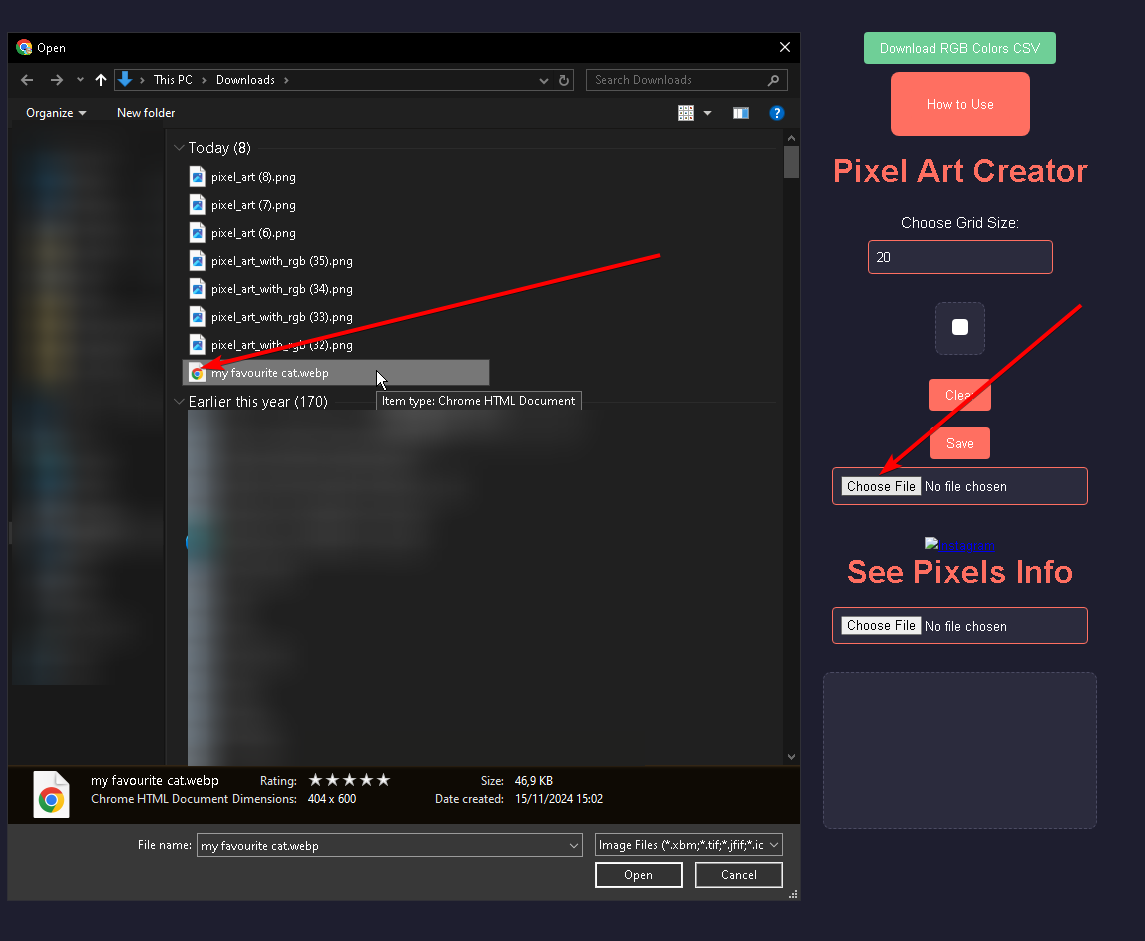 Open
This PC
Downloads
Search Downloads
Organize
New folder
?
Today (8)
pixel_art (8).png
pixel_art (7).png
pixel_art (6).png
pixel_art_with_rgb (35).png
pixel_art_with_rgb (34).png
pixel_art_with_rgb (33).png
pixel_art_with_rgb (32).png
my favourite cat.webp
Item type: Chrome HTML Document
Earlier this year (170)
my favourite cat.webp Rating: Size: 46,9 KB
Chrome HTML Document Dimensions: 404 x 600 Date created: 15/11/2024 15:02
File name: my favourite cat.webp Image Files (*.xbm;*.tif;*.jfif;*.ic
Open Cancel
Download RGB Colors CSV
How to Use
Pixel Art Creator
Choose Grid Size:
20
Clear
Save
Choose File No file chosen
instagram
See Pixels Info
Choose File No file chosen